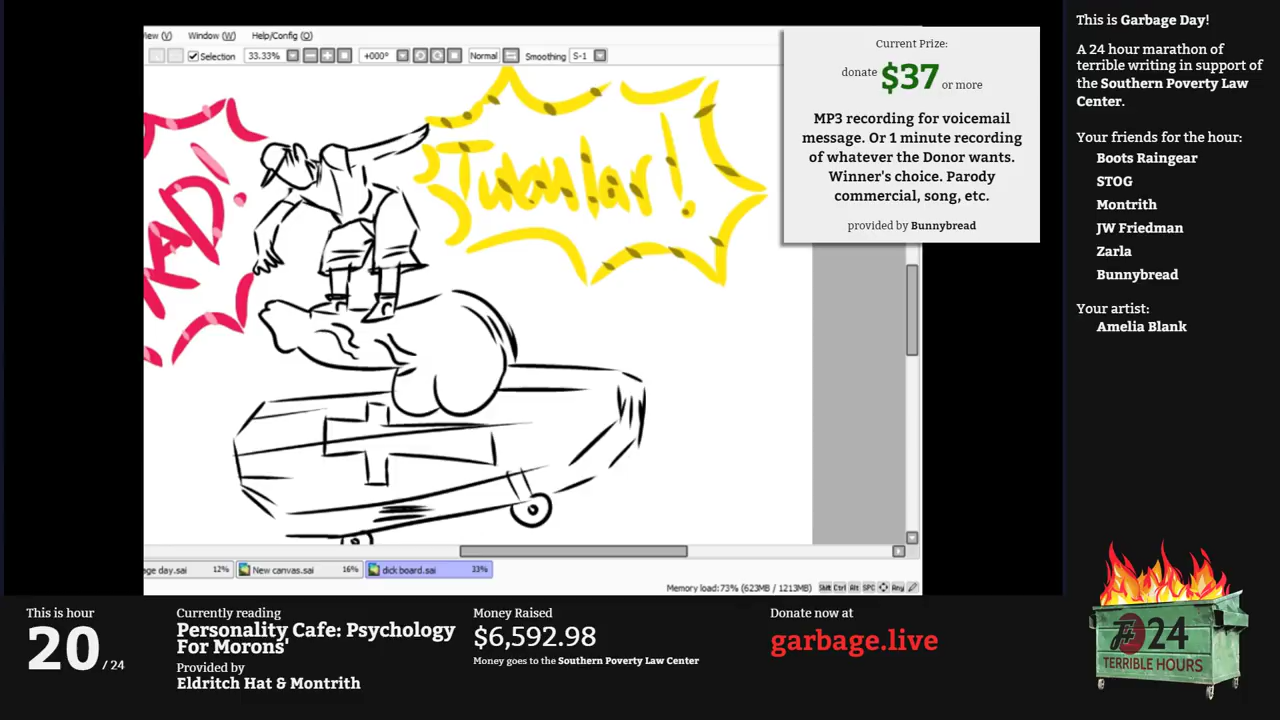 View (V) Window (W) Help/Config (O)
Selection 33.33% +000° Normal Smoothing S-1
RAD!
Tubular!
Current Prize:
donate $37 or more
MP3 recording for voicemail
message. Or 1 minute recording
of whatever the Donor wants.
Winner's choice. Parody
commercial, song, etc.
provided by Bunnybread
This is Garbage Day!
A 24 hour marathon of
terrible writing in support of
the Southern Poverty Law
Center.
Your friends for the hour:
Boots Raingear
STOG
Montrith
JW Friedman
Zarla
Bunnybread
Your artist:
Amelia Blank
age day.sai 12% New canvas.sai 16% dick board.sai 33%
Memory load:73% (623MB / 1213MB) Shft Ctrl Alt SPC Any
This is hour
20 / 24
Currently reading
Personality Cafe: Psychology
For Morons'
Provided by
Eldritch Hat & Montrith
Money Raised
$6,592.98
Money goes to the Southern Poverty Law Center
Donate now at
garbage.live
24
TERRIBLE HOURS